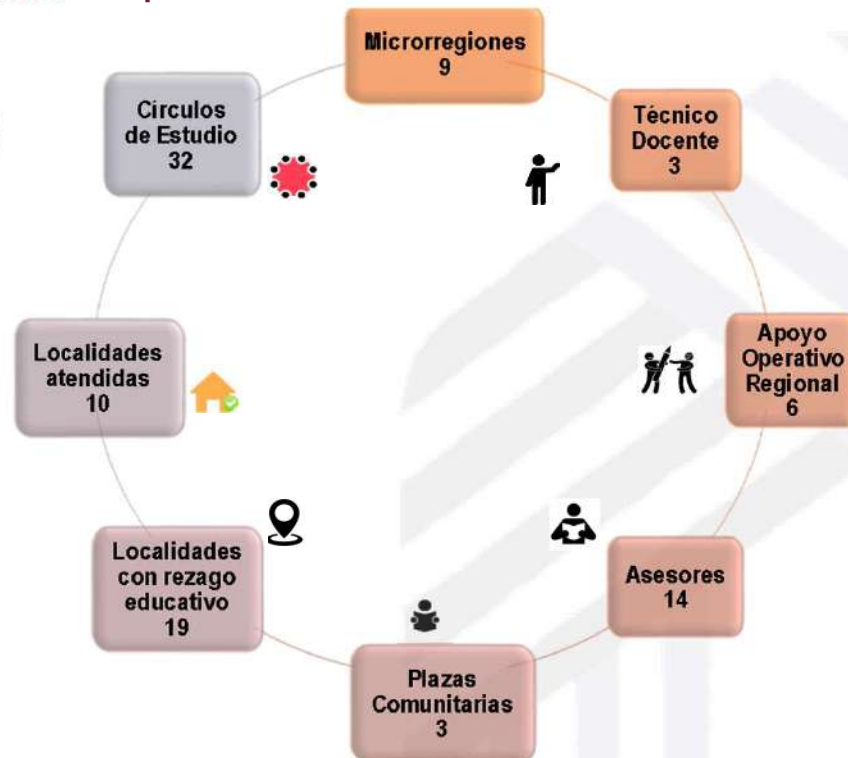 Microrregiones
9
Técnico
Docente
3
Apoyo
Operativo
Regional
6
Asesores
14
Plazas
Comunitarias
3
Localidades
con rezago
educativo
19
Localidades
atendidas
10
Círculos
de Estudio
32